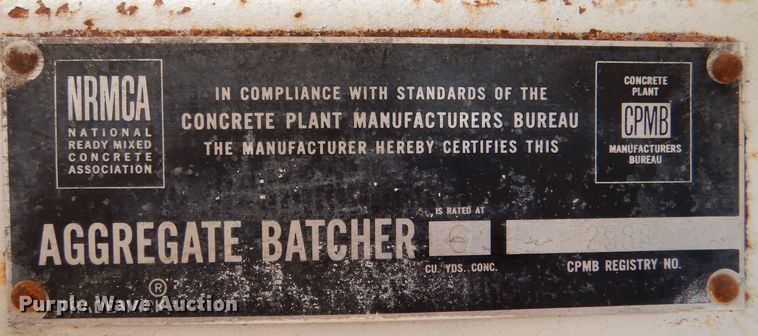 NRMCA
NATIONAL
READY MIXED
CONCRETE
ASSOCIATION
IN COMPLIANCE WITH STANDARDS OF THE
CONCRETE PLANT MANUFACTURERS BUREAU
THE MANUFACTURER HEREBY CERTIFIES THIS
CONCRETE
PLANT
CPMB
MANUFACTURERS
BUREAU
AGGREGATE BATCHER
IS RATED AT
6
CU. YDS. CONC.
CPMB REGISTRY NO.
®
Purple Wave Auction